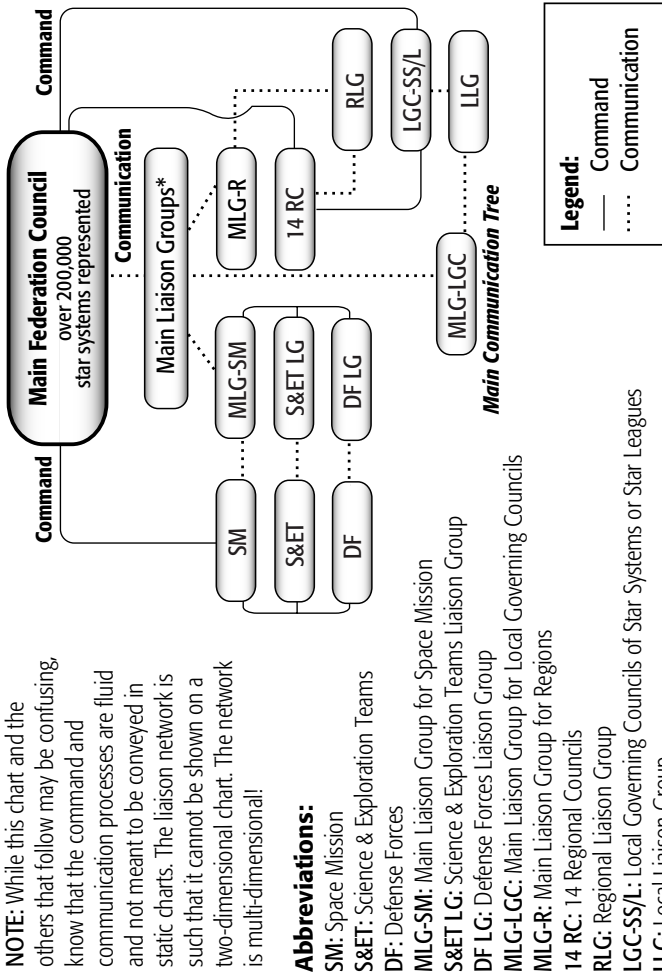 NOTE: While this chart and the
others that follow may be confusing,
know that the command and
communication processes are fluid
and not meant to be conveyed in
static charts. The liaison network is
such that it cannot be shown on a
two-dimensional chart. The network
is multi-dimensional!
Abbreviations:
SM: Space Mission
S&ET: Science & Exploration Teams
DF: Defense Forces
MLG-SM: Main Liaison Group for Space Mission
S&ET LG: Science & Exploration Teams Liaison Group
DF LG: Defense Forces Liaison Group
MLG-LGC: Main Liaison Group for Local Governing Councils
MLG-R: Main Liaison Group for Regions
14 RC: 14 Regional Councils
RLG: Regional Liaison Group
LGC-SS/L: Local Governing Councils of Star Systems or Star Leagues
LLG: Local Liaison Group
Main Federation Council
over 200,000
star systems represented
Command
Command
Communication
Main Liaison Groups*
SM
MLG-SM
MLG-R
S&ET
S&ET LG
14 RC
DF
DF LG
RLG
LGC-SS/L
MLG-LGC
LLG
Main Communication Tree
Legend:
Command
Communication